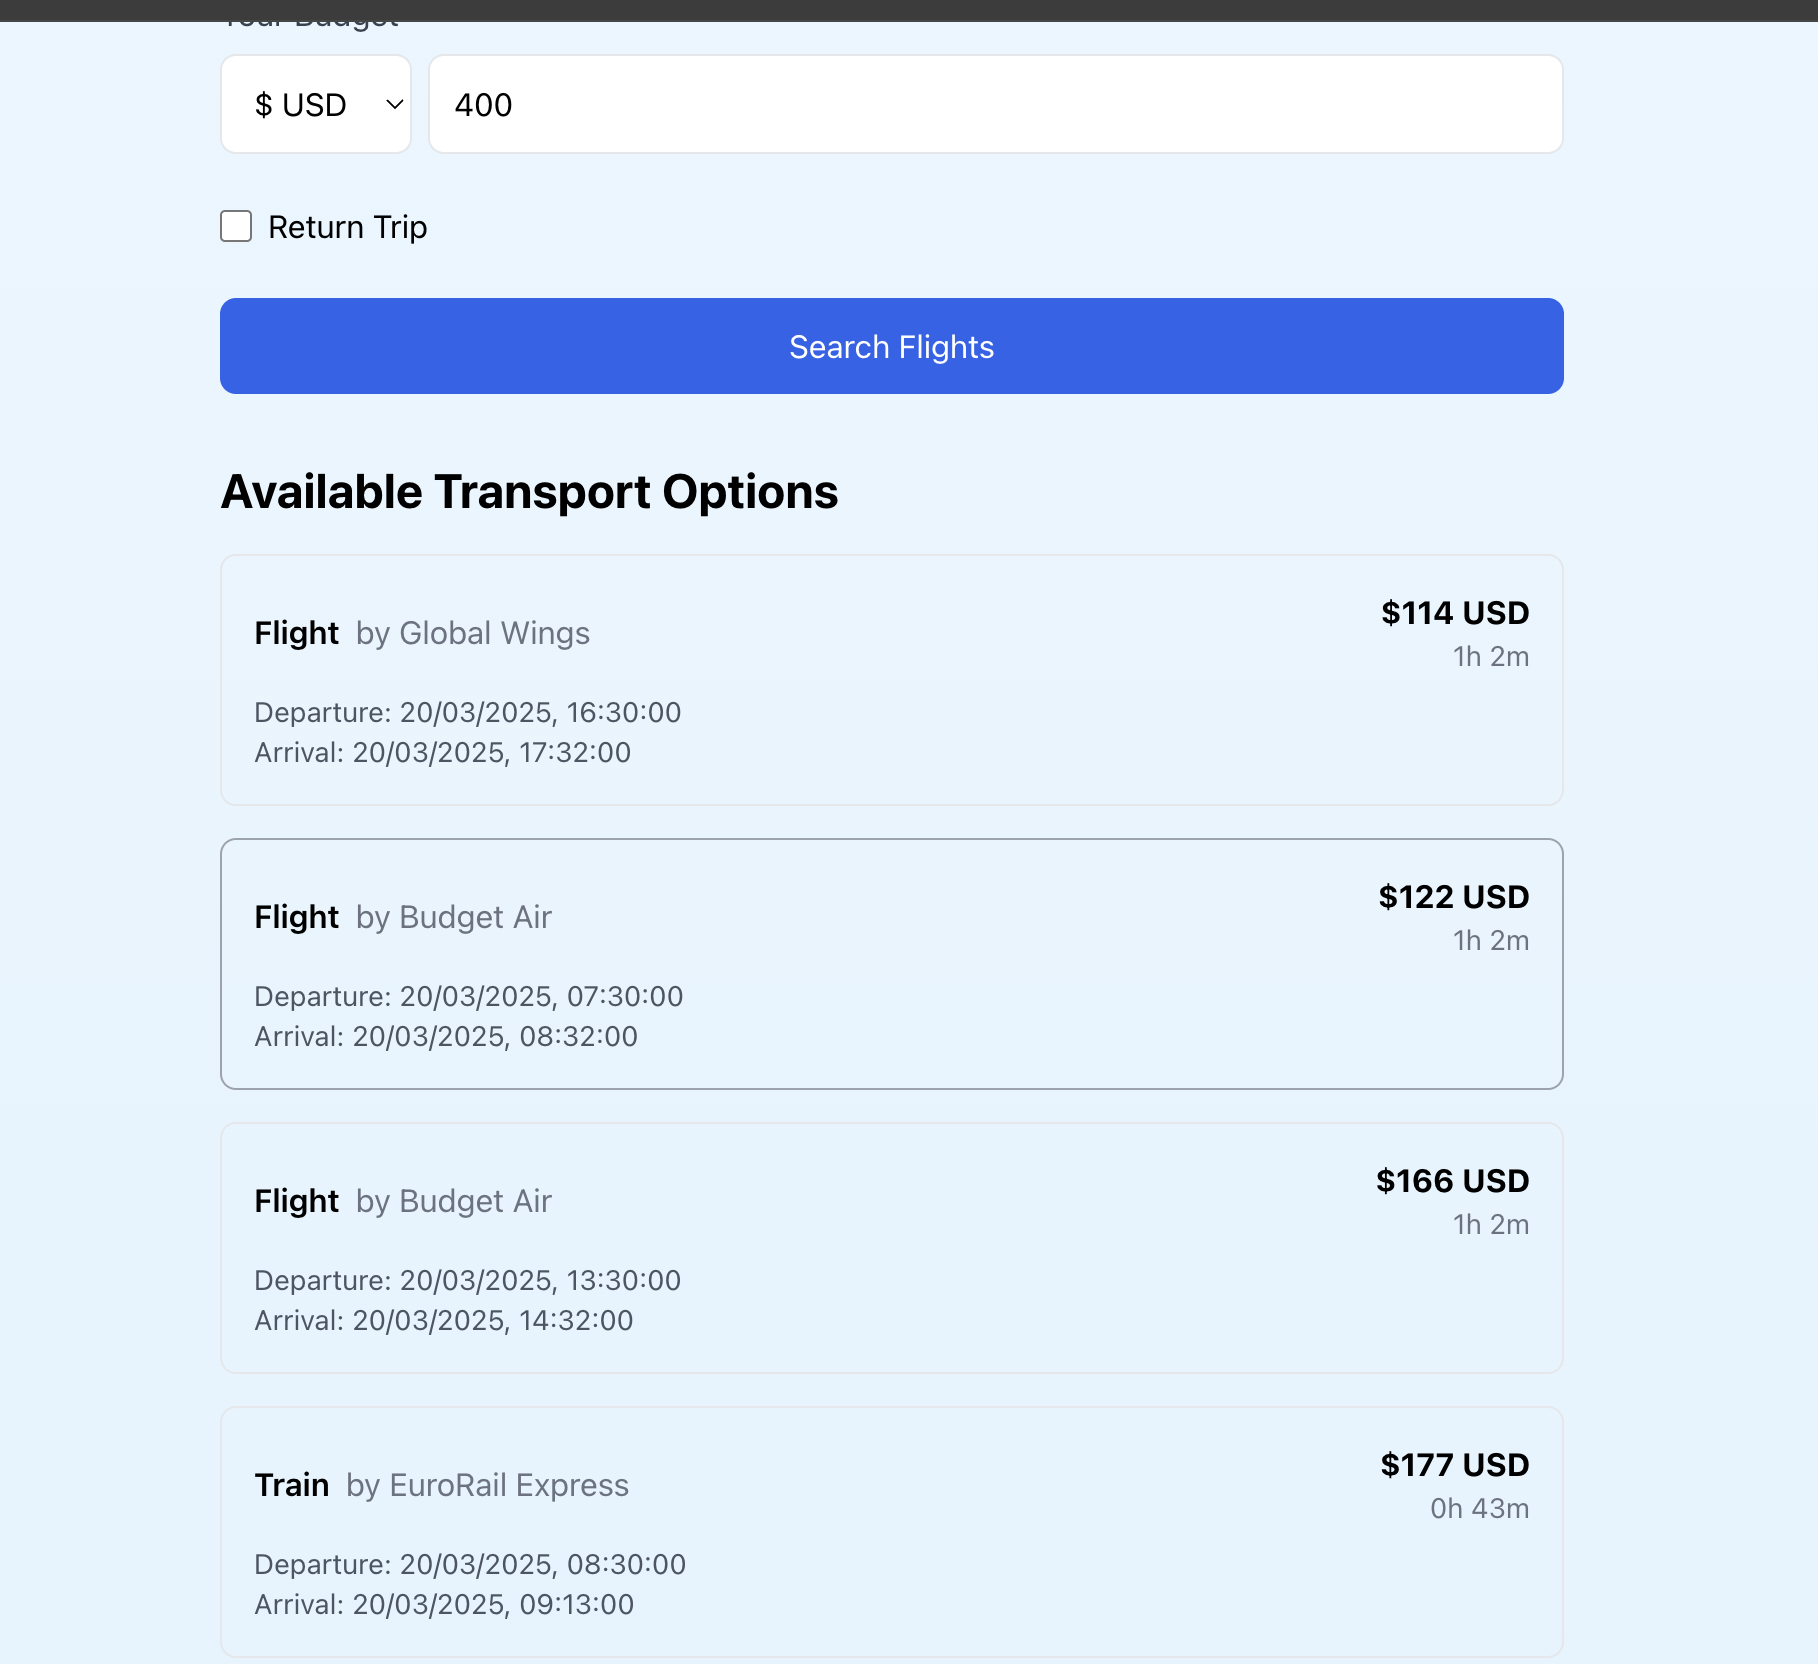 Your Budget
$ USD
400
Return Trip
Search Flights
Available Transport Options
Flight by Global Wings
$114 USD
1h 2m
Departure: 20/03/2025, 16:30:00
Arrival: 20/03/2025, 17:32:00
Flight by Budget Air
$122 USD
1h 2m
Departure: 20/03/2025, 07:30:00
Arrival: 20/03/2025, 08:32:00
Flight by Budget Air
$166 USD
1h 2m
Departure: 20/03/2025, 13:30:00
Arrival: 20/03/2025, 14:32:00
Train by EuroRail Express
$177 USD
0h 43m
Departure: 20/03/2025, 08:30:00
Arrival: 20/03/2025, 09:13:00